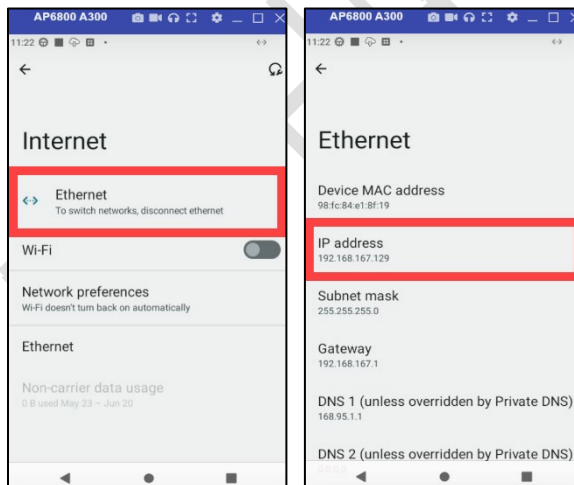 AP6800 A300
11:22
Internet
Ethernet
To switch networks, disconnect ethernet
Wi-Fi
Network preferences
Wi-Fi doesn't turn back on automatically
Ethernet
Non-carrier data usage
0 B used May 23 – Jun 20
AP6800 A300
11:22
Ethernet
Device MAC address
98:fc:84:e1:8f:19
IP address
192.168.167.129
Subnet mask
255.255.255.0
Gateway
192.168.167.1
DNS 1 (unless overridden by Private DNS)
168.95.1.1
DNS 2 (unless overridden by Private DNS)